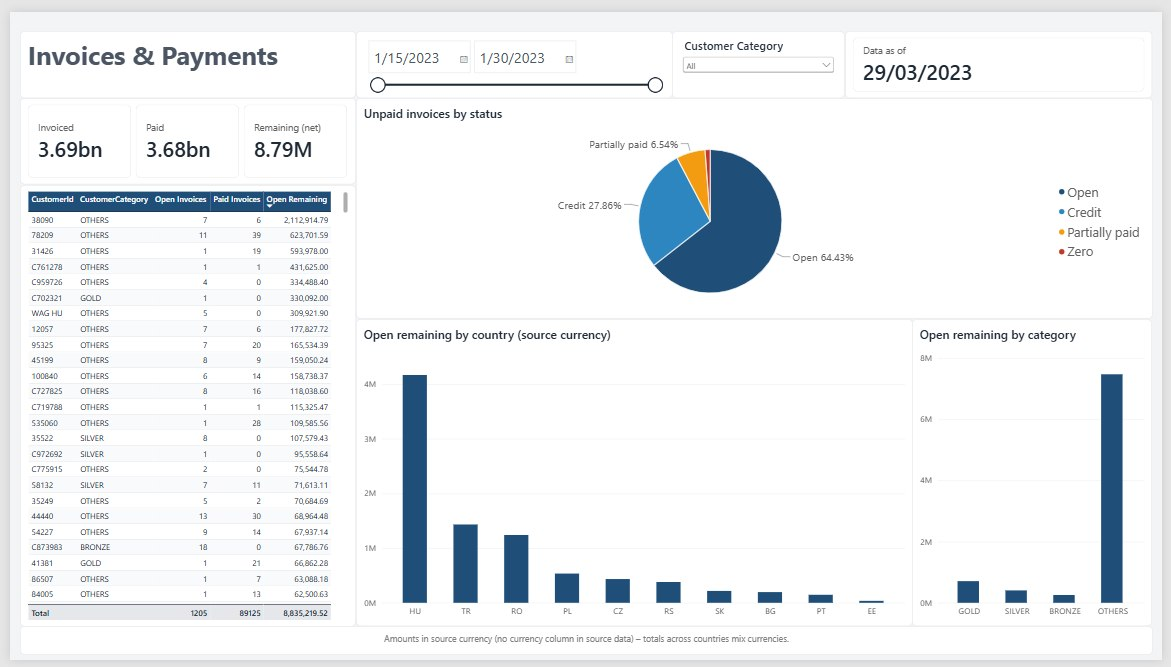 Invoices & Payments
1/15/2023 1/30/2023
Customer Category
All
Data as of
29/03/2023
Invoiced Paid Remaining (net)
3.69bn 3.68bn 8.79M
CustomerId CustomerCategory Open Invoices Paid Invoices Open Remaining
38090 OTHERS 7 6 2,112,914.79
78209 OTHERS 11 39 623,701.59
31426 OTHERS 1 19 593,978.00
C761278 OTHERS 1 1 431,625.00
C959726 OTHERS 4 0 334,488.40
C702321 GOLD 1 0 330,092.00
WAG HU OTHERS 5 0 309,921.90
12057 OTHERS 7 6 177,827.72
95325 OTHERS 7 20 165,534.39
45199 OTHERS 8 9 159,050.24
100840 OTHERS 6 14 158,738.37
C727825 OTHERS 8 16 118,038.60
C719788 OTHERS 1 1 115,325.47
535060 OTHERS 1 28 109,585.56
35522 SILVER 8 0 107,579.43
C972692 SILVER 1 0 95,558.64
C775915 OTHERS 2 0 75,544.78
58132 SILVER 7 11 71,613.11
35249 OTHERS 5 2 70,684.69
44440 OTHERS 13 30 68,964.48
54227 OTHERS 9 14 67,937.14
C873983 BRONZE 18 0 67,786.76
41381 GOLD 1 21 66,862.28
86507 OTHERS 1 7 63,088.18
84005 OTHERS 1 13 62,500.63
Total 1205 89125 8,835,219.52
Unpaid invoices by status
Partially paid 6.54%
Credit 27.86%
Open 64.43%
Open
Credit
Partially paid
Zero
Open remaining by country (source currency)
4M
3M
2M
1M
0M
HU TR RO PL CZ RS SK BG PT EE
Open remaining by category
8M
6M
4M
2M
0M
GOLD SILVER BRONZE OTHERS
Amounts in source currency (no currency column in source data) – totals across countries mix currencies.